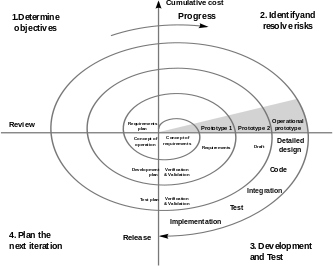 Cumulative cost
1.Determine
objectives
Progress
2. Identify and
resolve risks
Review
Requirements
plan
Prototype 1
Prototype 2
Operational
prototype
Concept of
operation
Concept of
requirements
Requirements
Draft
Detailed
design
Development
plan
Verification
& Validation
Code
Integration
Test plan
Verification
& Validation
Test
Implementation
4. Plan the
next iteration
Release
3. Development
and Test